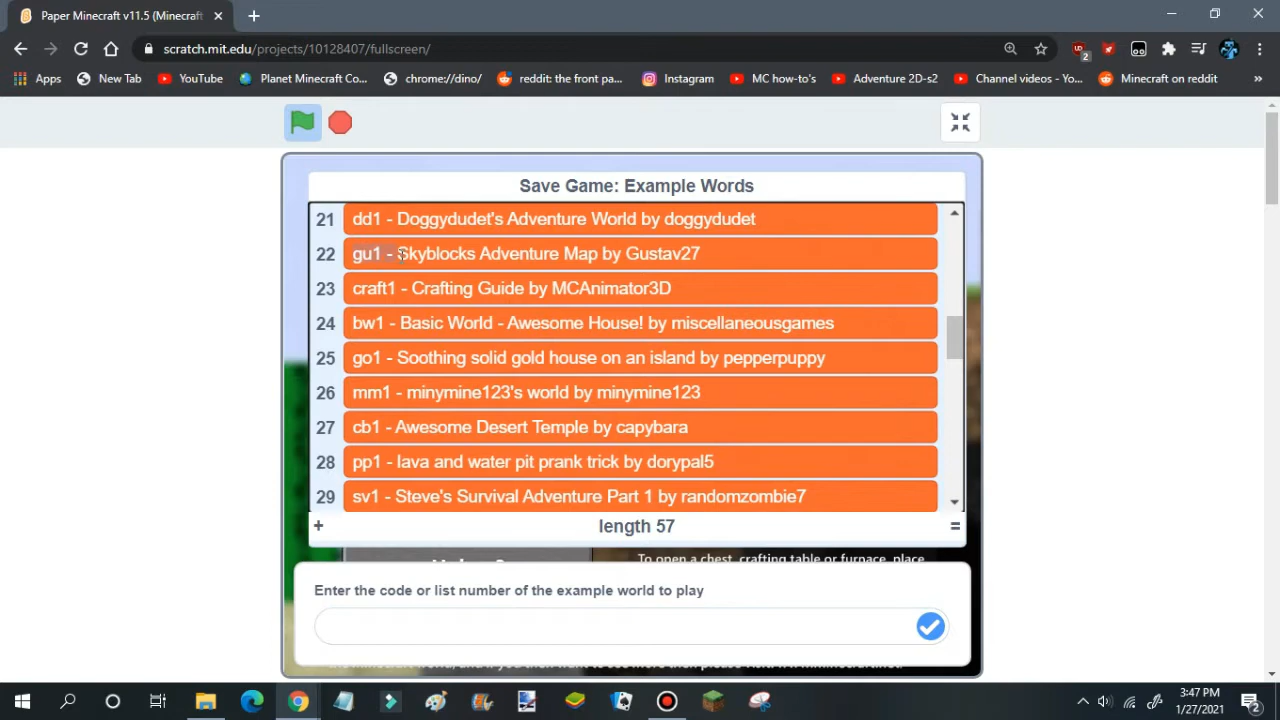 Paper Minecraft v11.5 (Minecraft
scratch.mit.edu/projects/10128407/fullscreen/
2
Apps New Tab YouTube Planet Minecraft Co... chrome://dino/ reddit: the front pa... Instagram MC how-to's Adventure 2D-s2 Channel videos - Yo... Minecraft on reddit »
Save Game: Example Words
21 dd1 - Doggydudet's Adventure World by doggydudet
22 gu1 - Skyblocks Adventure Map by Gustav27
23 craft1 - Crafting Guide by MCAnimator3D
24 bw1 - Basic World - Awesome House! by miscellaneousgames
25 go1 - Soothing solid gold house on an island by pepperpuppy
26 mm1 - minymine123's world by minymine123
27 cb1 - Awesome Desert Temple by capybara
28 pp1 - lava and water pit prank trick by dorypal5
29 sv1 - Steve's Survival Adventure Part 1 by randomzombie7
+ length 57 =
To open a chest, crafting table or furnace, place
Enter the code or list number of the example world to play
3:47 PM
1/27/2021
2